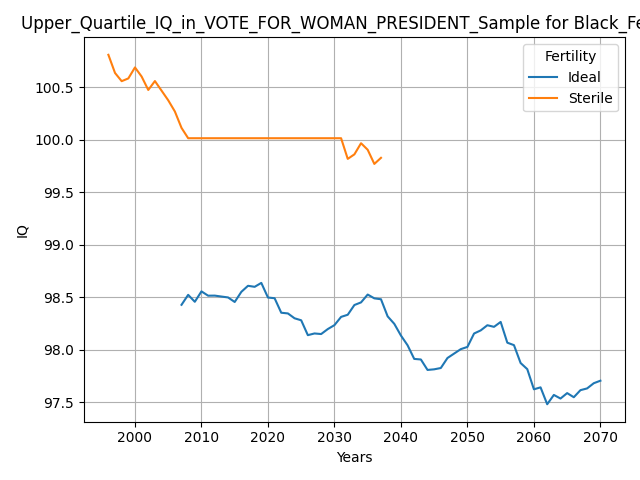 Upper_Quartile_IQ_in_VOTE_FOR_WOMAN_PRESIDENT_Sample for Black_Fe
Fertility
Ideal
Sterile
IQ
100.5
100.0
99.5
99.0
98.5
98.0
97.5
2000 2010 2020 2030 2040 2050 2060 2070
Years